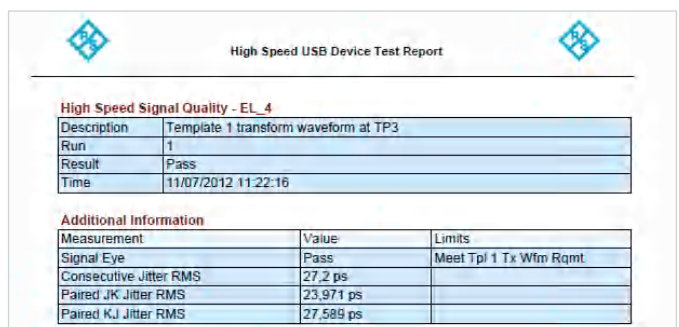 R&S
R&S
High Speed USB Device Test Report
High Speed Signal Quality - EL_4
Description Template 1 transform waveform at TP3
Run 1
Result Pass
Time 11/07/2012 11:22:16
Additional Information
Measurement Value Limits
Signal Eye Pass Meet Tpl 1 Tx Wfm Rqmt
Consecutive Jitter RMS 27,2 ps
Paired JK Jitter RMS 23,971 ps
Paired KJ Jitter RMS 27,589 ps